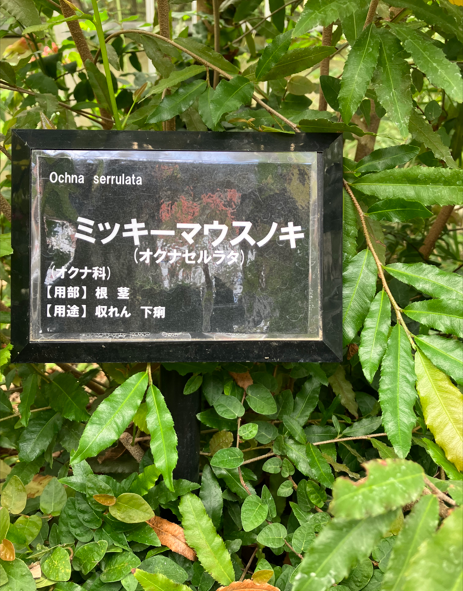 Ochna serrulata
ミッキーマウスノキ
(オクナセルラタ)
(オクナ科)
【用部】根 茎
【用途】収れん 下痢